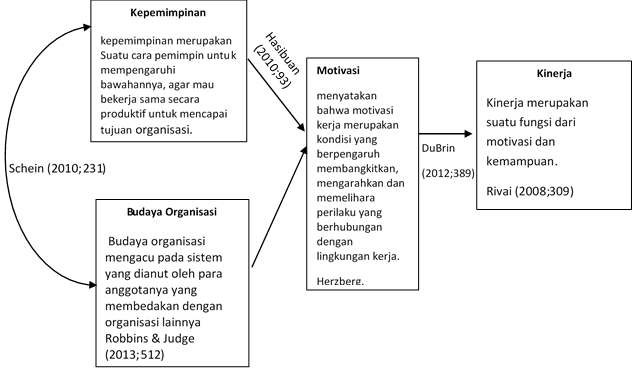 Kepemimpinan
kepemimpinan merupakan
Suatu cara pemimpin untuk
mempengaruhi
bawahannya, agar mau
bekerja sama secara
produktif untuk mencapai
tujuan organisasi.
Hasibuan
(2010;93)
Schein (2010;231)
Budaya Organisasi
Budaya organisasi
mengacu pada sistem
yang dianut oleh para
anggotanya yang
membedakan dengan
organisasi lainnya
Robbins & Judge
(2013;512)
Motivasi
menyatakan
bahwa motivasi
kerja merupakan
kondisi yang
berpengaruh
membangkitkan,
mengarahkan dan
memelihara
perilaku yang
berhubungan
dengan
lingkungan kerja.
Herzberg.
DuBrin
(2012;389)
Kinerja
Kinerja merupakan
suatu fungsi dari
motivasi dan
kemampuan.
Rivai (2008;309)